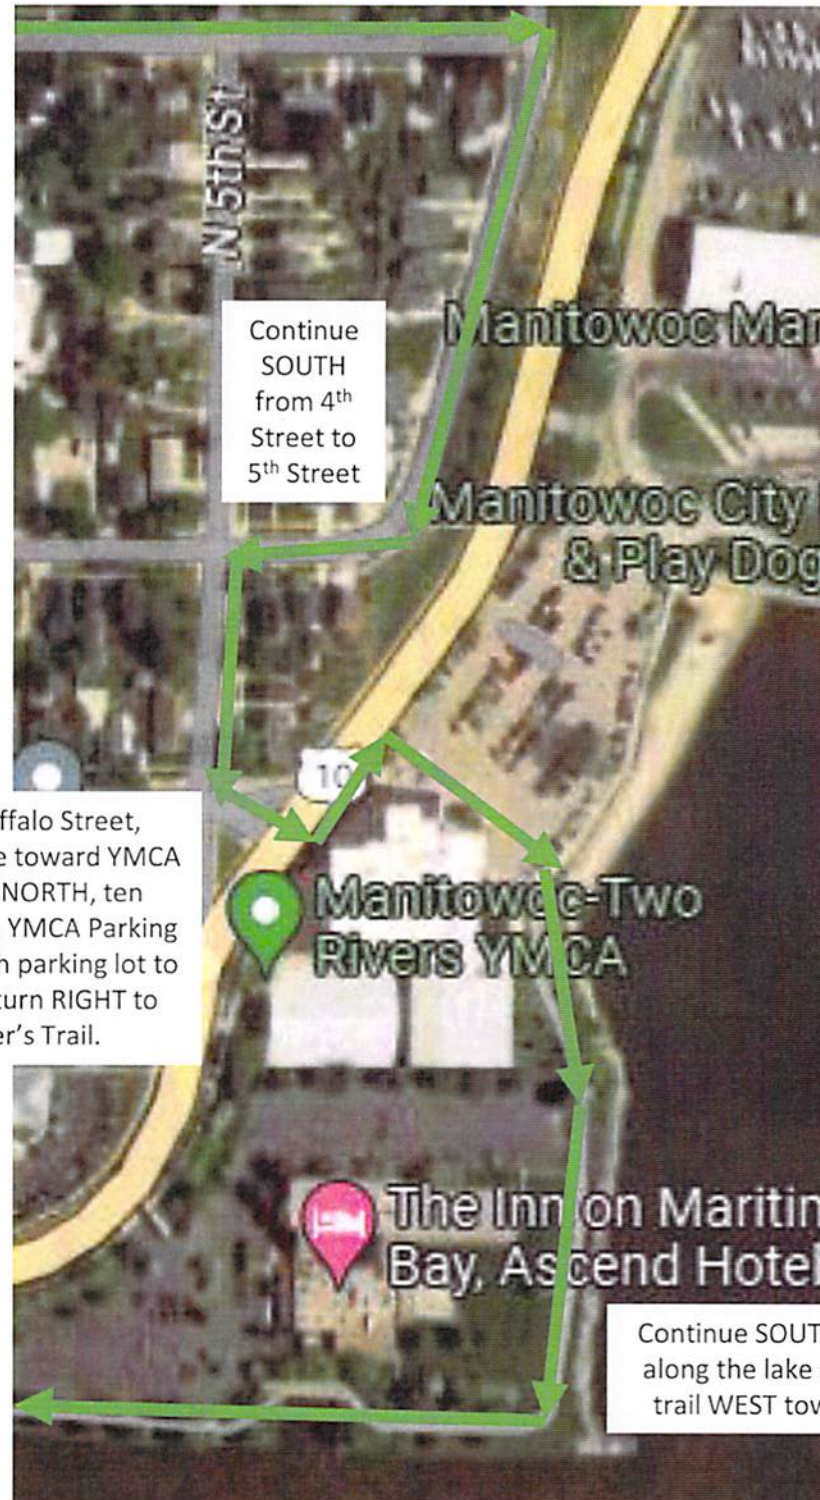 N 5th St
Continue
SOUTH
from 4th
Street to
5th Street
Manitowoc Mar
Manitowoc City
& Play Dog
10
ffalo Street,
e toward YMCA
NORTH, ten
YMCA Parking
h parking lot to
turn RIGHT to
er's Trail.
Manitowoc-Two
Rivers YMCA
The Inn on Maritim
Bay, Ascend Hotel
Continue SOUT
along the lake
trail WEST tow